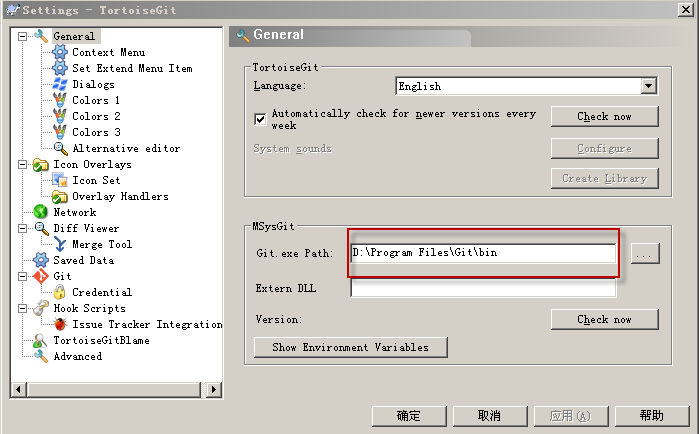 Settings - TortoiseGit
General
Context Menu
Set Extend Menu Item
Dialogs
Colors 1
Colors 2
Colors 3
Alternative editor
Icon Overlays
Icon Set
Overlay Handlers
Network
Diff Viewer
Merge Tool
Saved Data
Git
Credential
Hook Scripts
Issue Tracker Integration
TortoiseGitBlame
Advanced
General
TortoiseGit
Language: English
Automatically check for newer versions every
week
Check now
System sounds
Configure
Create Library
MSysGit
Git.exe Path: D:\Program Files\Git\bin ...
Extern DLL
Version: Check now
Show Environment Variables
确定 取消 应用(A) 帮助